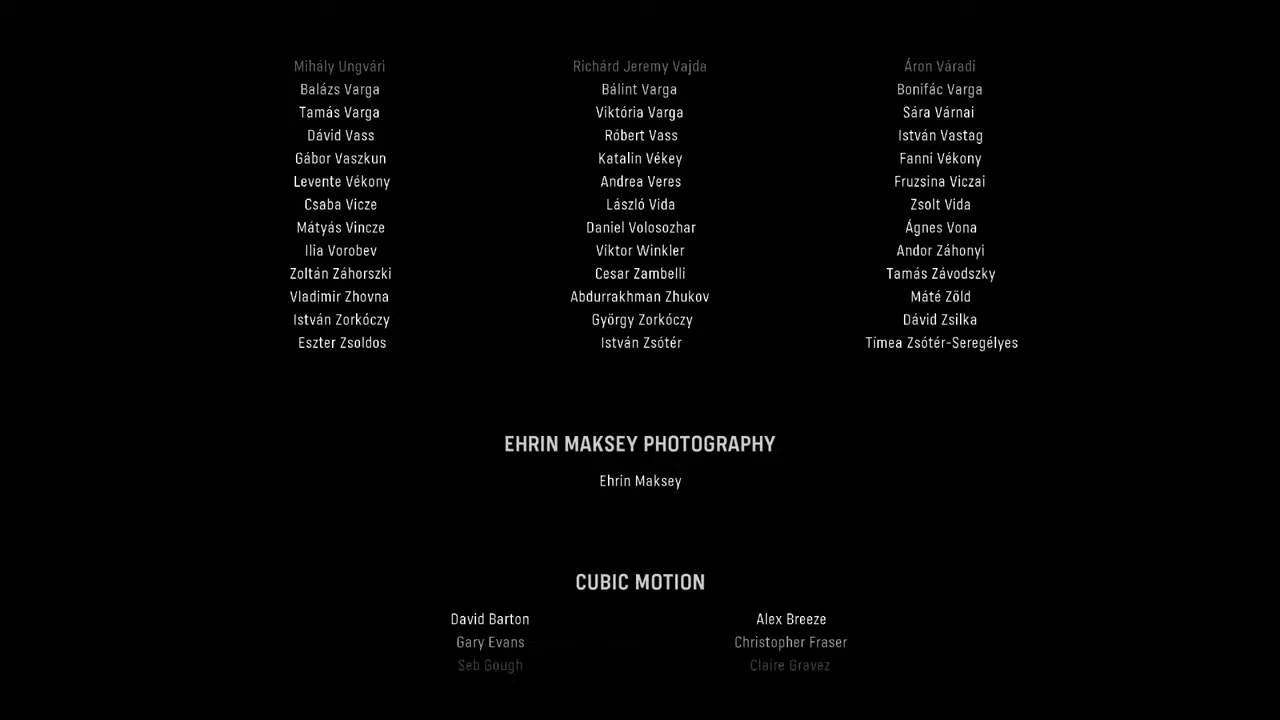 Mihály Ungvári Richárd Jeremy Vajda Áron Váradi
Balázs Varga Bálint Varga Bonifác Varga
Tamás Varga Viktória Varga Sára Várnai
Dávid Vass Róbert Vass István Vastag
Gábor Vaszkun Katalin Vékey Fanni Vékony
Levente Vékony Andrea Veres Fruzsina Viczai
Csaba Vicze László Vida Zsolt Vida
Mátyás Vincze Daniel Volosozhar Ágnes Vona
Ilia Vorobev Viktor Winkler Andor Záhonyi
Zoltán Záhorszki Cesar Zambelli Tamás Závodszky
Vladimir Zhovna Abdurrakhman Zhukov Máté Zöld
István Zorkóczy György Zorkóczy Dávid Zsilka
Eszter Zsoldos István Zsótér Tímea Zsótér-Seregélyes
EHRIN MAKSEY PHOTOGRAPHY
Ehrin Maksey
CUBIC MOTION
David Barton Alex Breeze
Gary Evans Christopher Fraser
Seb Gough Claire Gravez